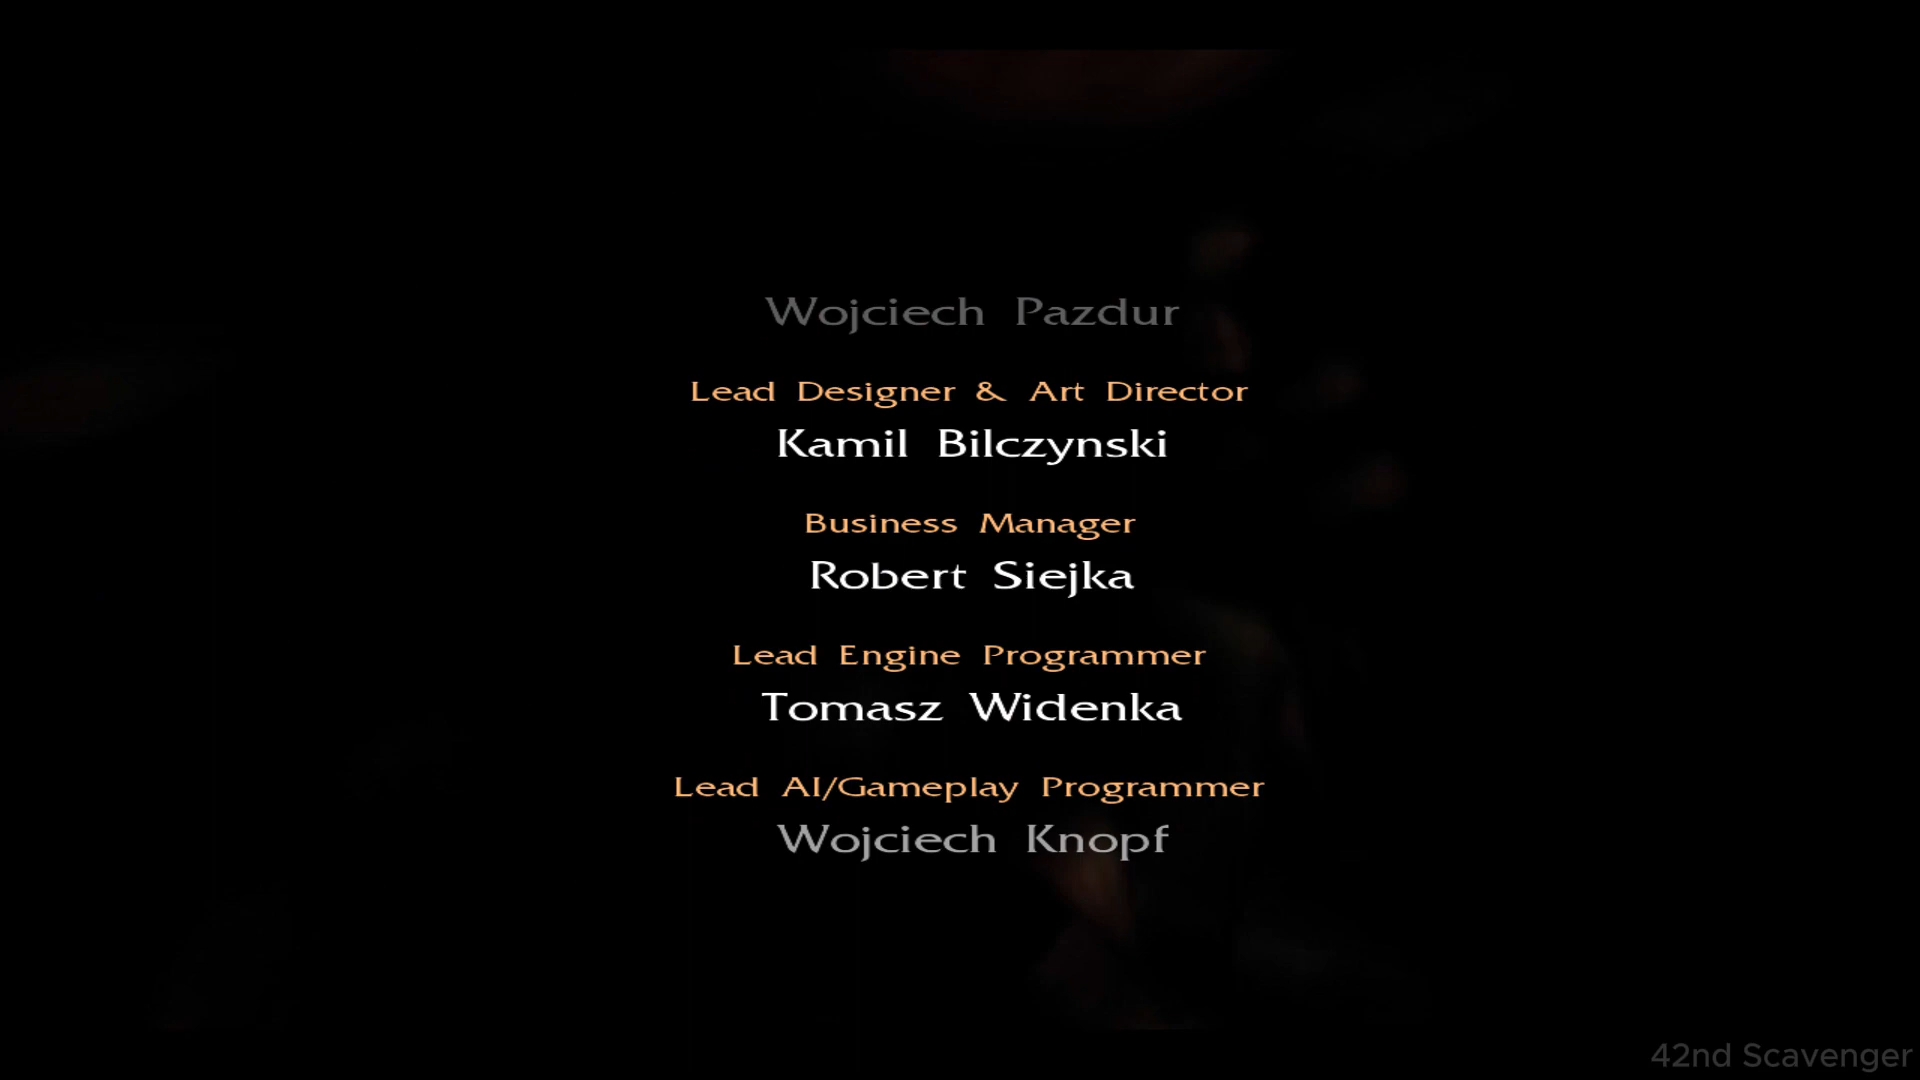 Wojciech Pazdur
Lead Designer & Art Director
Kamil Bilczynski
Business Manager
Robert Siejka
Lead Engine Programmer
Tomasz Widenka
Lead AI/Gameplay Programmer
Wojciech Knopf
42nd Scavenger